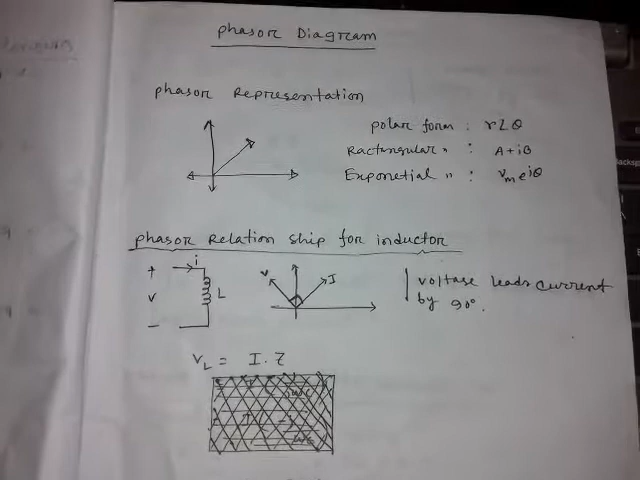 Phasor Diagram
Phasor Representation
Polar form : r∠θ
Ractangular " : A+iθ
Exponetial " : Vm eiθ
Phasor Relation ship for inductor
i
+
V
L
-
V
I
Voltage leads current
by 90°.
VL = I.Z